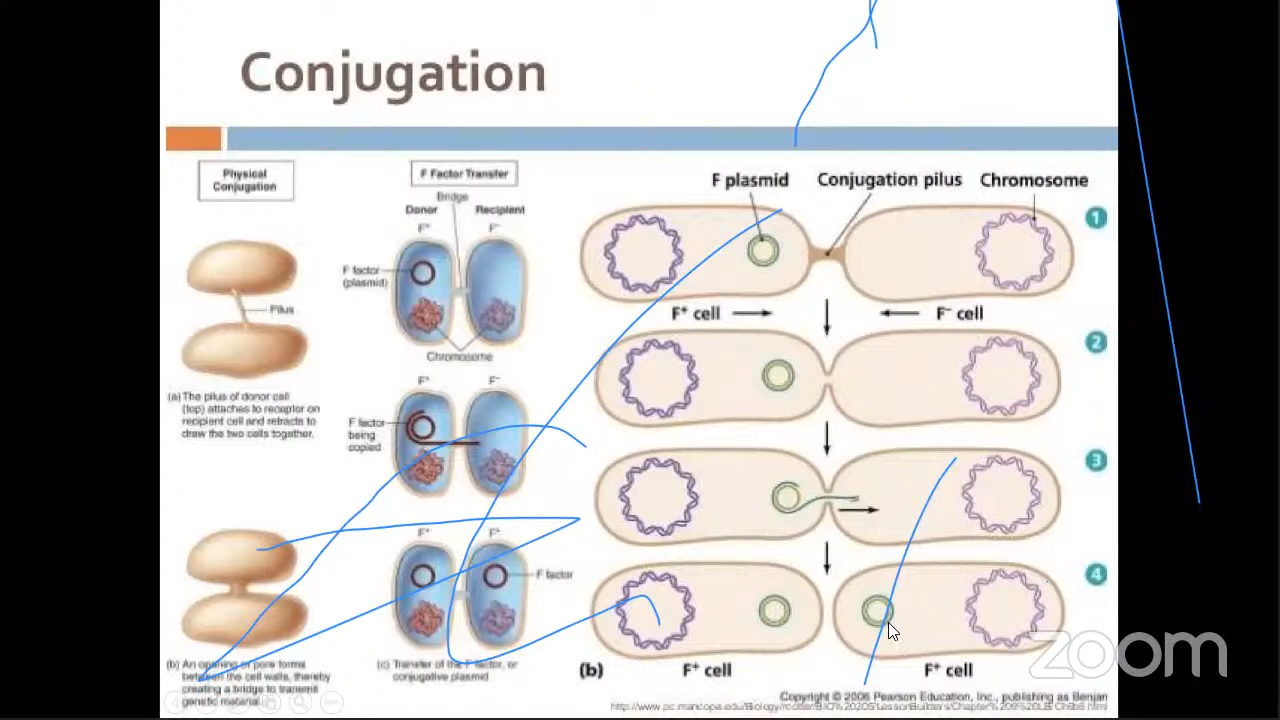 Conjugation
Physical
Conjugation
Pilus
(a) The pilus of donor cell
(top) attaches to receptor on
recipient cell and retracts to
draw the two cells together.
(b) An opening or pore forms
between the cell walls, thereby
creating a bridge to transmit
genetic material.
F Factor Transfer
Bridge
Donor Recipient
F⁺ F⁻
F factor
(plasmid)
Chromosome
F⁺ F⁻
F factor
being
copied
F⁺ F⁺
F factor
(c) Transfer of the F factor, or
conjugative plasmid
F plasmid Conjugation pilus Chromosome
1
F⁺ cell F⁻ cell
2
3
4
(b) F⁺ cell F⁺ cell
Copyright © 2006 Pearson Education, Inc., publishing as Benjan
zoom